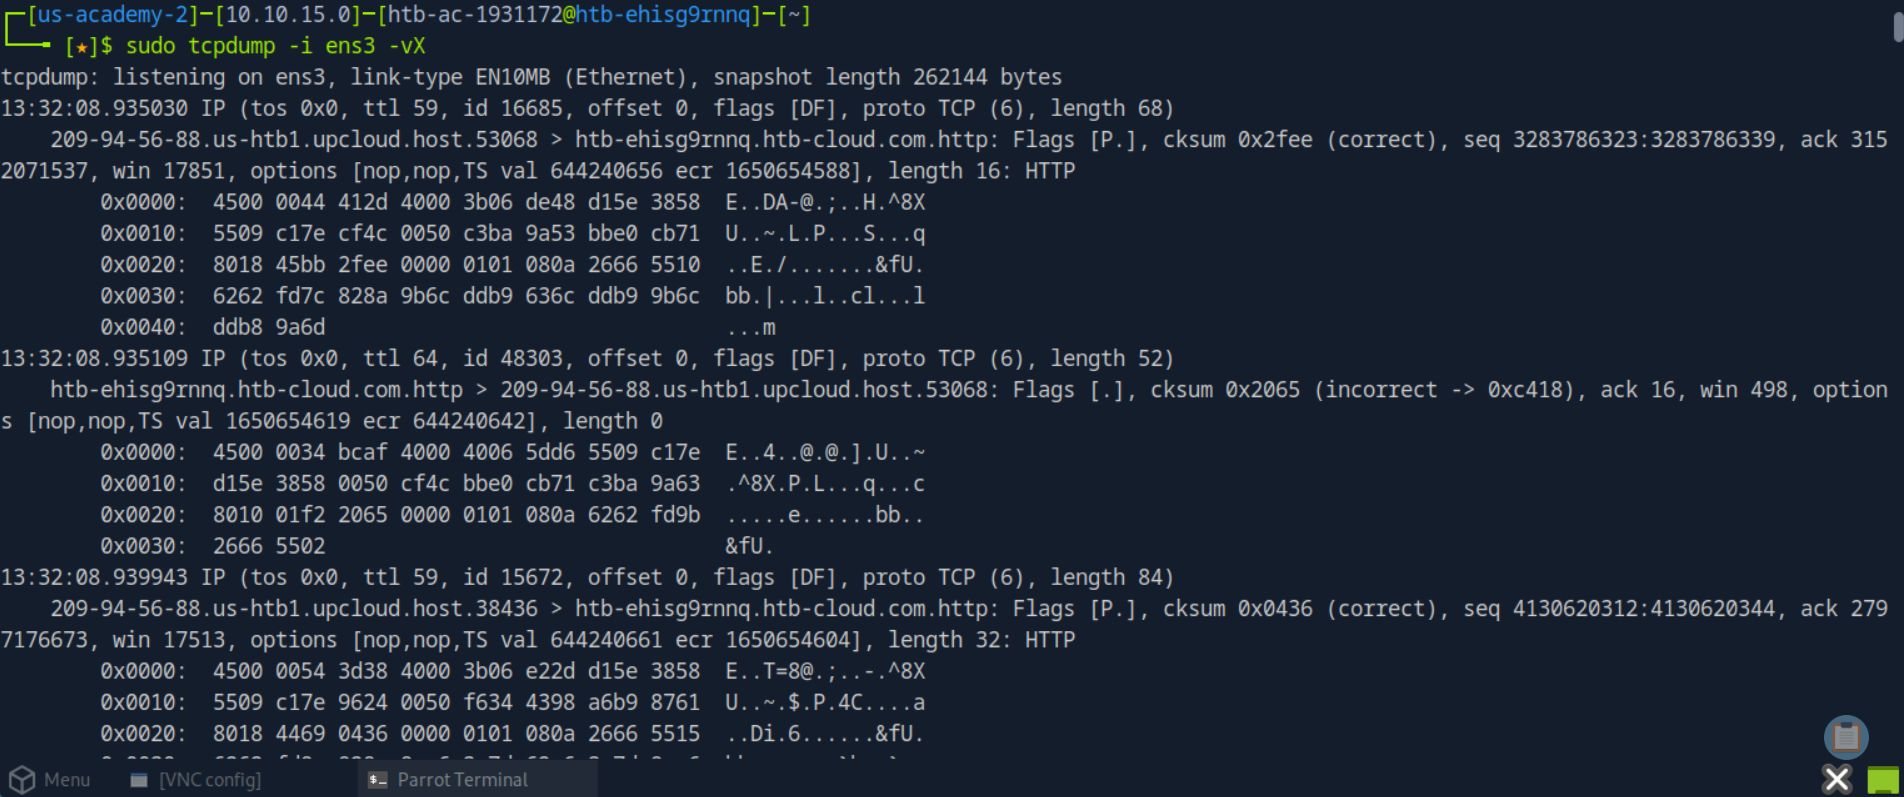 [us-academy-2]─[10.10.15.0]─[htb-ac-1931172@htb-ehisg9rnnq]─[~]
[★]$ sudo tcpdump -i ens3 -vX
tcpdump: listening on ens3, link-type EN10MB (Ethernet), snapshot length 262144 bytes
13:32:08.935030 IP (tos 0x0, ttl 59, id 16685, offset 0, flags [DF], proto TCP (6), length 68)
209-94-56-88.us-htb1.upcloud.host.53068 > htb-ehisg9rnnq.htb-cloud.com.http: Flags [P.], cksum 0x2fee (correct), seq 3283786323:3283786339, ack 315
2071537, win 17851, options [nop,nop,TS val 644240656 ecr 1650654588], length 16: HTTP
0x0000:  4500 0044 412d 4000 3b06 de48 d15e 3858  E..DA-@.;..H.^8X
0x0010:  5509 c17e cf4c 0050 c3ba 9a53 bbe0 cb71  U..~.L.P...S...q
0x0020:  8018 45bb 2fee 0000 0101 080a 2666 5510  ..E./.......&fU.
0x0030:  6262 fd7c 828a 9b6c ddb9 636c ddb9 9b6c  bb.|...l..cl...l
0x0040:  ddb8 9a6d  ...m
13:32:08.935109 IP (tos 0x0, ttl 64, id 48303, offset 0, flags [DF], proto TCP (6), length 52)
htb-ehisg9rnnq.htb-cloud.com.http > 209-94-56-88.us-htb1.upcloud.host.53068: Flags [.], cksum 0x2065 (incorrect -> 0xc418), ack 16, win 498, option
s [nop,nop,TS val 1650654619 ecr 644240642], length 0
0x0000:  4500 0034 bcaf 4000 4006 5dd6 5509 c17e  E..4..@.@.].U..~
0x0010:  d15e 3858 0050 cf4c bbe0 cb71 c3ba 9a63  .^8X.P.L...q...c
0x0020:  8010 01f2 2065 0000 0101 080a 6262 fd9b  .....e......bb..
0x0030:  2666 5502  &fU.
13:32:08.939943 IP (tos 0x0, ttl 59, id 15672, offset 0, flags [DF], proto TCP (6), length 84)
209-94-56-88.us-htb1.upcloud.host.38436 > htb-ehisg9rnnq.htb-cloud.com.http: Flags [P.], cksum 0x0436 (correct), seq 4130620312:4130620344, ack 279
7176673, win 17513, options [nop,nop,TS val 644240661 ecr 1650654604], length 32: HTTP
0x0000:  4500 0054 3d38 4000 3b06 e22d d15e 3858  E..T=8@.;..-.^8X
0x0010:  5509 c17e 9624 0050 f634 4398 a6b9 8761  U..~.$.P.4C....a
0x0020:  8018 4469 0436 0000 0101 080a 2666 5515  ..Di.6......&fU.
Menu [VNC config] Parrot Terminal